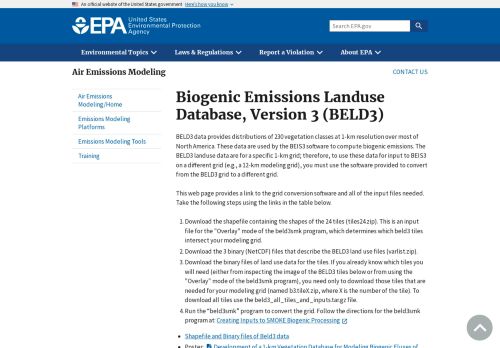 An official website of the United States government Here's how you know
EPA United States
Environmental Protection
Agency
Search EPA.gov
Environmental Topics Laws & Regulations Report a Violation About EPA
Air Emissions Modeling
CONTACT US
Air Emissions
Modeling/Home
Emissions Modeling
Platforms
Emissions Modeling Tools
Training
Biogenic Emissions Landuse
Database, Version 3 (BELD3)
BELD3 data provides distributions of 230 vegetation classes at 1-km resolution over most of
North America. These data are used by the BEIS3 software to compute biogenic emissions. The
BELD3 landuse data are for a specific 1-km grid; therefore, to use these data for input to BEIS3
on a different grid (e.g., a 12-km modeling grid), you must use the software provided to convert
from the BELD3 grid to a different grid.
This web page provides a link to the grid conversion software and all of the input files needed.
Take the following steps using the links in the table below.
1. Download the shapefile containing the shapes of the 24 tiles (tiles24.zip). This is an input
file for the "Overlay" mode of the beld3smk program, which determines which beld3 tiles
intersect your modeling grid.
2. Download the 3 binary (NetCDF) files that describe the BELD3 land use files (varlist.zip).
3. Download the binary files of land use data for the tiles. If you already know which tiles you
will need (either from inspecting the image of the BELD3 tiles below or from using the
"Overlay" mode of the beld3smk program), you need only to download those tiles that are
needed for your modeling grid (named b3.tileX.zip, where X is the number of the tile). To
download all tiles use the beld3_all_tiles_and_inputs.tar.gz file.
4. Run the "beld3smk" program to convert the grid. Follow the directions for the beld3smk
program at: Creating Inputs to SMOKE Biogenic Processing
Shapefile and Binary files of Beld3 data
Poster: Development of a 1-km Vegetation Database for Modeling Biogenic Fluxes of